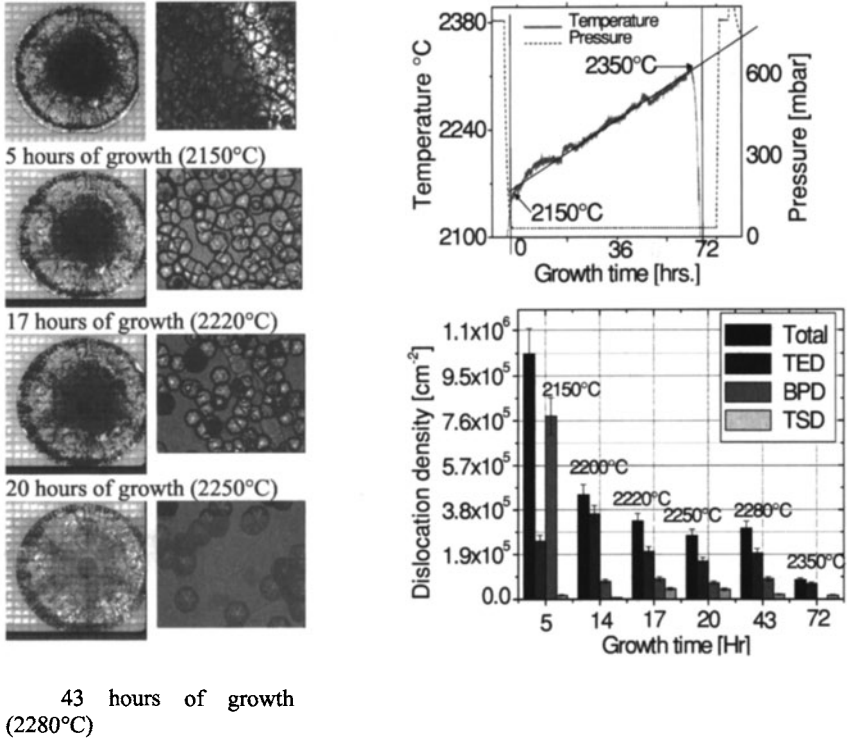 5 hours of growth (2150°C)
17 hours of growth (2220°C)
20 hours of growth (2250°C)
43 hours of growth
(2280°C)
2380
2240
2100
Temperature °C
Temperature
Pressure
2350°C
2150°C
600
300
0
Pressure [mbar]
0 36 72
Growth time [hrs.]
1.1x10⁶
9.5x10⁵
7.6x10⁵
5.7x10⁵
3.8x10⁵
1.9x10⁵
0.0
Dislocation density [cm⁻²]
Total
TED
BPD
TSD
2150°C
2200°C
2220°C
2250°C
2280°C
2350°C
5 14 17 20 43 72
Growth time [Hr]